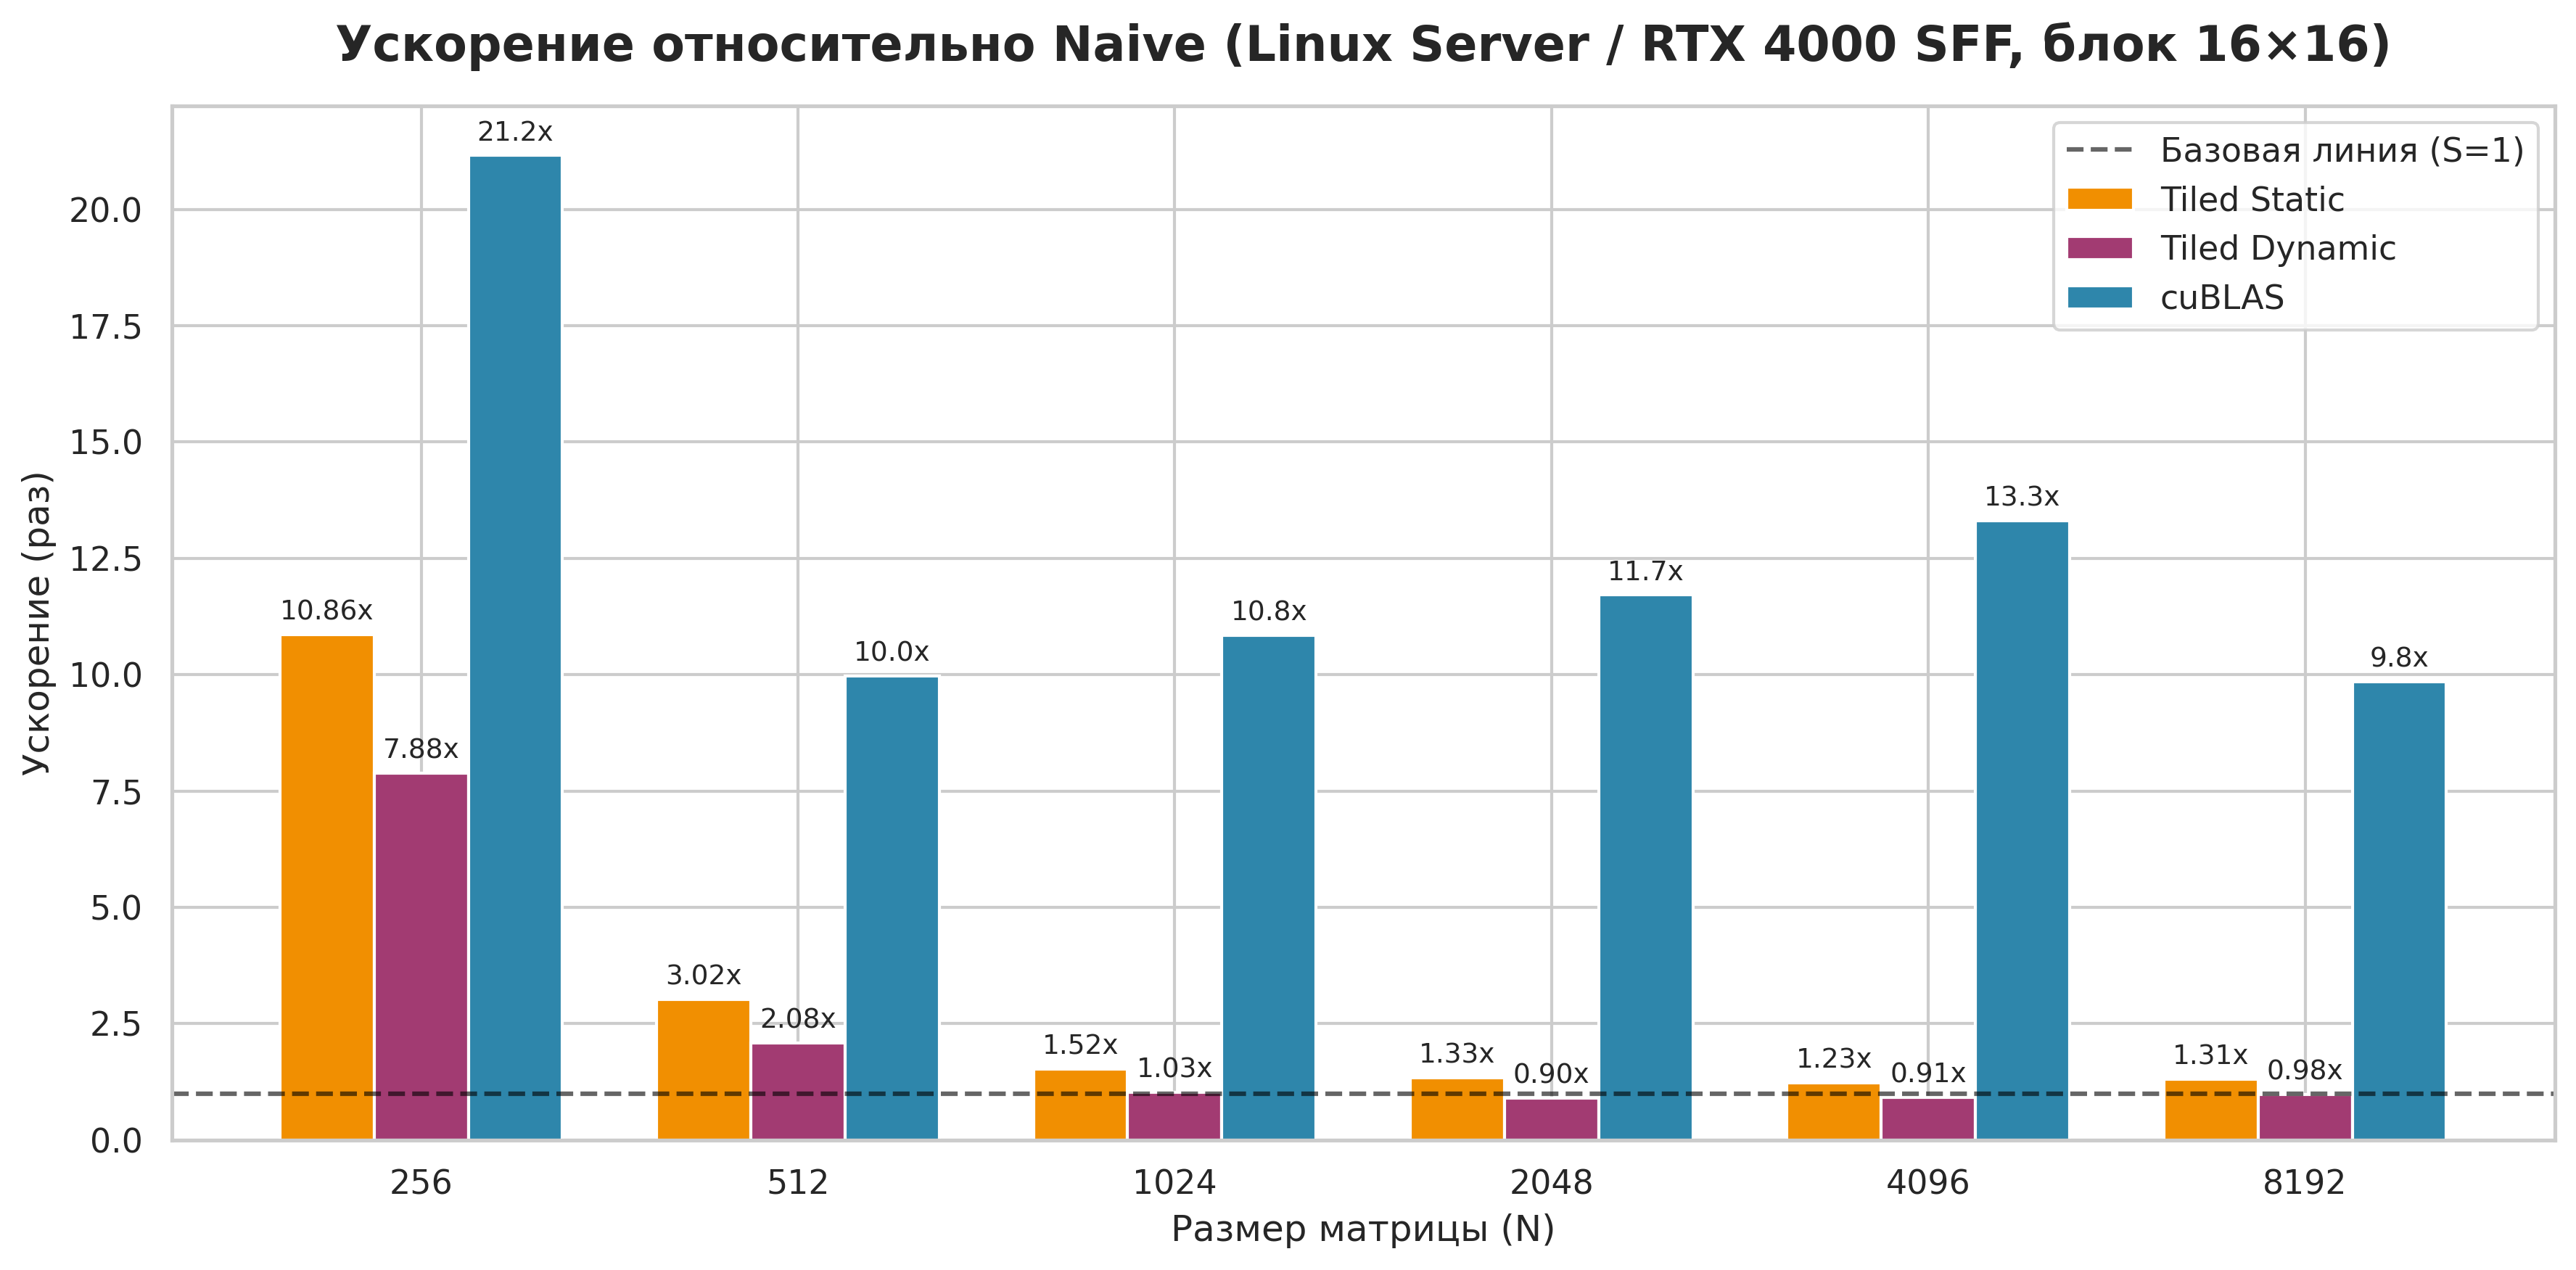 Ускорение относительно Naive (Linux Server / RTX 4000 SFF, блок 16×16)
Базовая линия (S=1)
Tiled Static
Tiled Dynamic
cuBLAS
Ускорение (раз)
20.0
17.5
15.0
12.5
10.0
7.5
5.0
2.5
0.0
10.86x
7.88x
21.2x
3.02x
2.08x
10.0x
1.52x
1.03x
10.8x
1.33x
0.90x
11.7x
1.23x
0.91x
13.3x
1.31x
0.98x
9.8x
256
512
1024
2048
4096
8192
Размер матрицы (N)